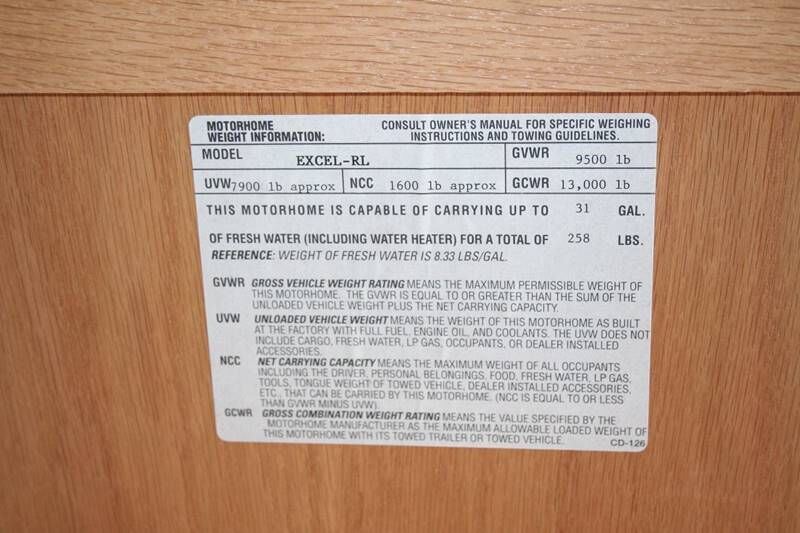 MOTORHOME CONSULT OWNER'S MANUAL FOR SPECIFIC WEIGHING
WEIGHT INFORMATION: INSTRUCTIONS AND TOWING GUIDELINES.
MODEL EXCEL-RL GVWR 9500 lb
UVW 7900 lb approx NCC 1600 lb approx GCWR 13,000 lb
THIS MOTORHOME IS CAPABLE OF CARRYING UP TO 31 GAL.
OF FRESH WATER (INCLUDING WATER HEATER) FOR A TOTAL OF 258 LBS.
REFERENCE: WEIGHT OF FRESH WATER IS 8.33 LBS/GAL.
GVWR GROSS VEHICLE WEIGHT RATING MEANS THE MAXIMUM PERMISSIBLE WEIGHT OF
THIS MOTORHOME. THE GVWR IS EQUAL TO OR GREATER THAN THE SUM OF THE
UNLOADED VEHICLE WEIGHT PLUS THE NET CARRYING CAPACITY.
UVW UNLOADED VEHICLE WEIGHT MEANS THE WEIGHT OF THIS MOTORHOME AS BUILT
AT THE FACTORY WITH FULL FUEL, ENGINE OIL, AND COOLANTS. THE UVW DOES NOT
INCLUDE CARGO, FRESH WATER, LP GAS, OCCUPANTS, OR DEALER INSTALLED
ACCESSORIES.
NCC NET CARRYING CAPACITY MEANS THE MAXIMUM WEIGHT OF ALL OCCUPANTS
INCLUDING THE DRIVER, PERSONAL BELONGINGS, FOOD, FRESH WATER, LP GAS,
TOOLS, TONGUE WEIGHT OF TOWED VEHICLE, DEALER INSTALLED ACCESSORIES,
ETC., THAT CAN BE CARRIED BY THIS MOTORHOME. (NCC IS EQUAL TO OR LESS
THAN GVWR MINUS UVW).
GCWR GROSS COMBINATION WEIGHT RATING MEANS THE VALUE SPECIFIED BY THE
MOTORHOME MANUFACTURER AS THE MAXIMUM ALLOWABLE LOADED WEIGHT OF
THIS MOTORHOME WITH ITS TOWED TRAILER OR TOWED VEHICLE.
CD-126